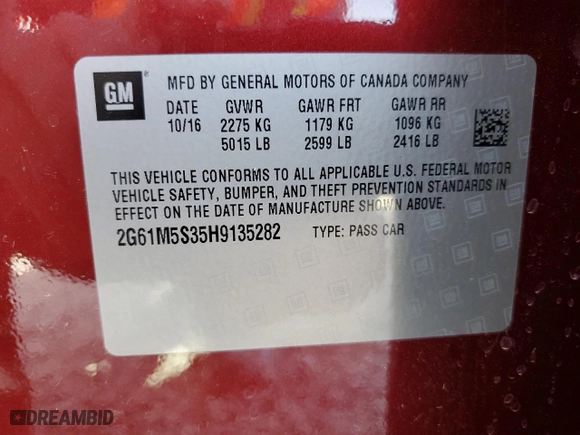 GM ® MFD BY GENERAL MOTORS OF CANADA COMPANY
DATE GVWR GAWR FRT GAWR RR
10/16 2275 KG 1179 KG 1096 KG
5015 LB 2599 LB 2416 LB
THIS VEHICLE CONFORMS TO ALL APPLICABLE U.S. FEDERAL MOTOR
VEHICLE SAFETY, BUMPER, AND THEFT PREVENTION STANDARDS IN
EFFECT ON THE DATE OF MANUFACTURE SHOWN ABOVE.
2G61M5S35H9135282 TYPE: PASS CAR
DREAMBID